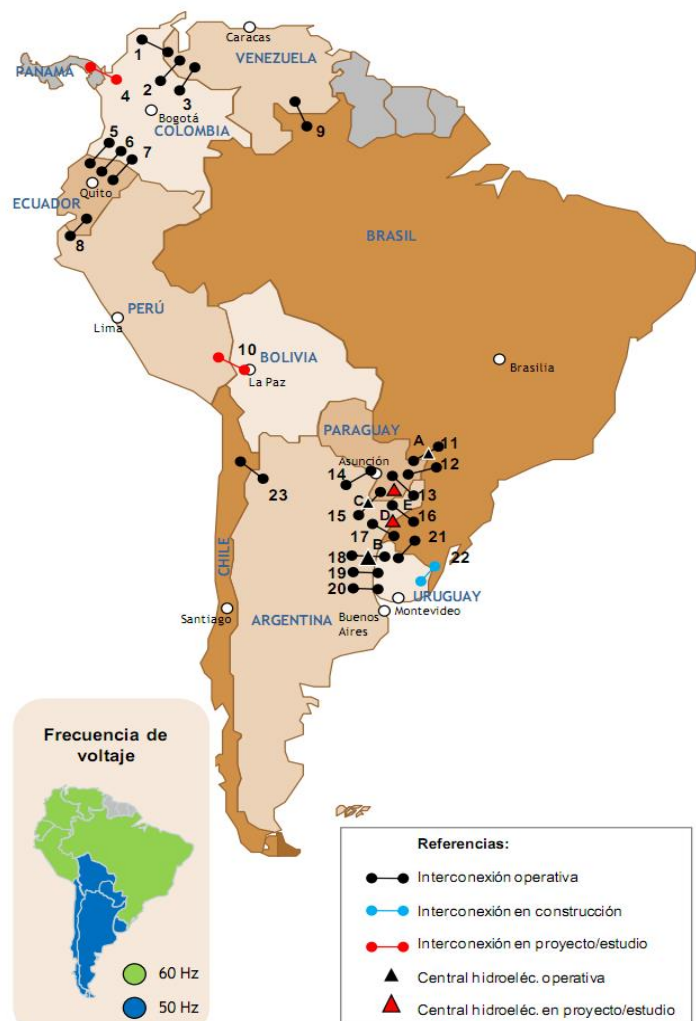 Caracas
1
VENEZUELA
PANAMÁ
4
2
3
Bogotá
COLOMBIA
9
5
6
7
Quito
ECUADOR
8
BRASIL
PERÚ
Lima
10
BOLIVIA
La Paz
Brasilia
PARAGUAY
A
11
Asunción
12
14
13
C
E
15
D
16
17
21
B
18
22
19
20
23
CHILE
URUGUAY
Montevideo
Santiago
ARGENTINA
Buenos
Aires
Frecuencia de
voltaje
60 Hz
50 Hz
Referencias:
Interconexión operativa
Interconexión en construcción
Interconexión en proyecto/estudio
Central hidroeléc. operativa
Central hidroeléc. en proyecto/estudio